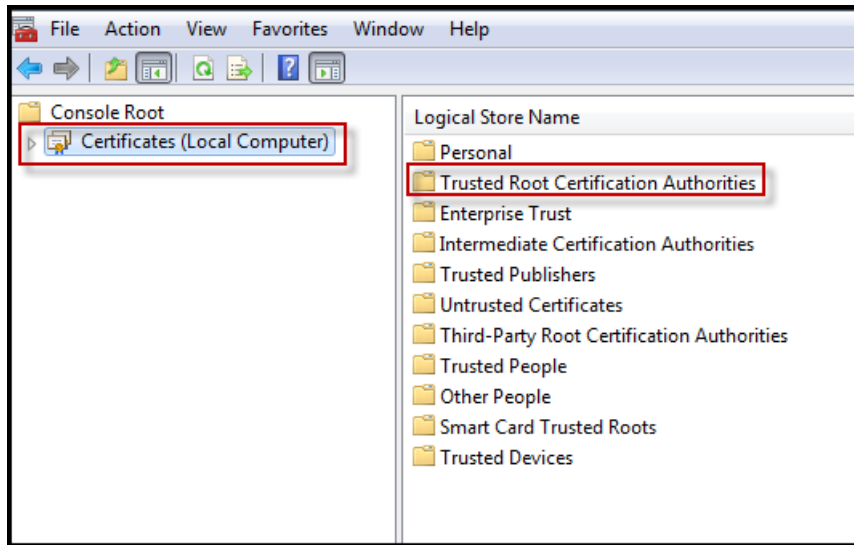 File Action View Favorites Window Help
Console Root
Certificates (Local Computer)
Logical Store Name
Personal
Trusted Root Certification Authorities
Enterprise Trust
Intermediate Certification Authorities
Trusted Publishers
Untrusted Certificates
Third-Party Root Certification Authorities
Trusted People
Other People
Smart Card Trusted Roots
Trusted Devices